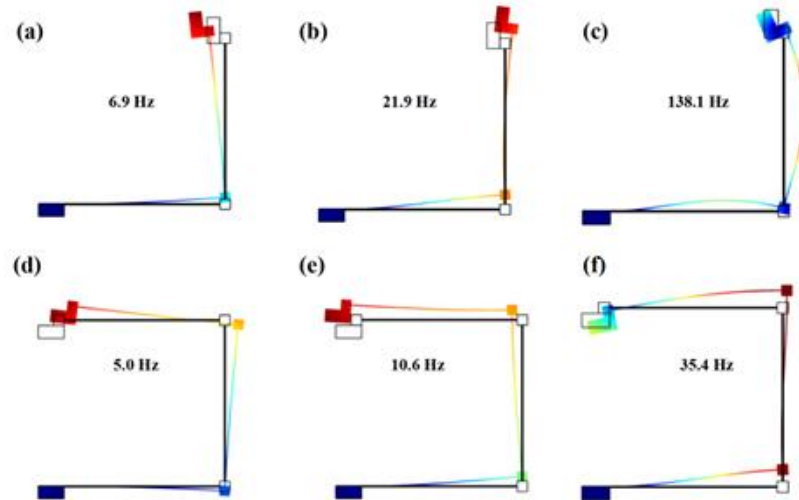 (a)
6.9 Hz
(b)
21.9 Hz
(c)
138.1 Hz
(d)
5.0 Hz
(e)
10.6 Hz
(f)
35.4 Hz